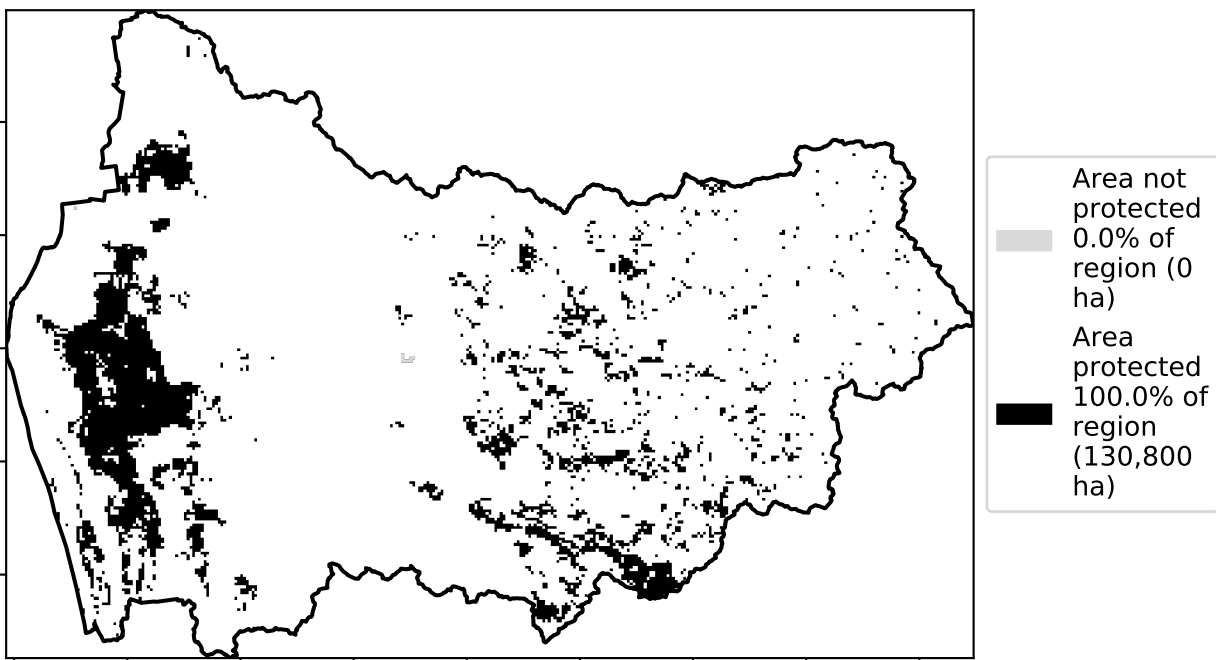 Area not
protected
0.0% of
region (0
ha)
Area
protected
100.0% of
region
(130,800
ha)